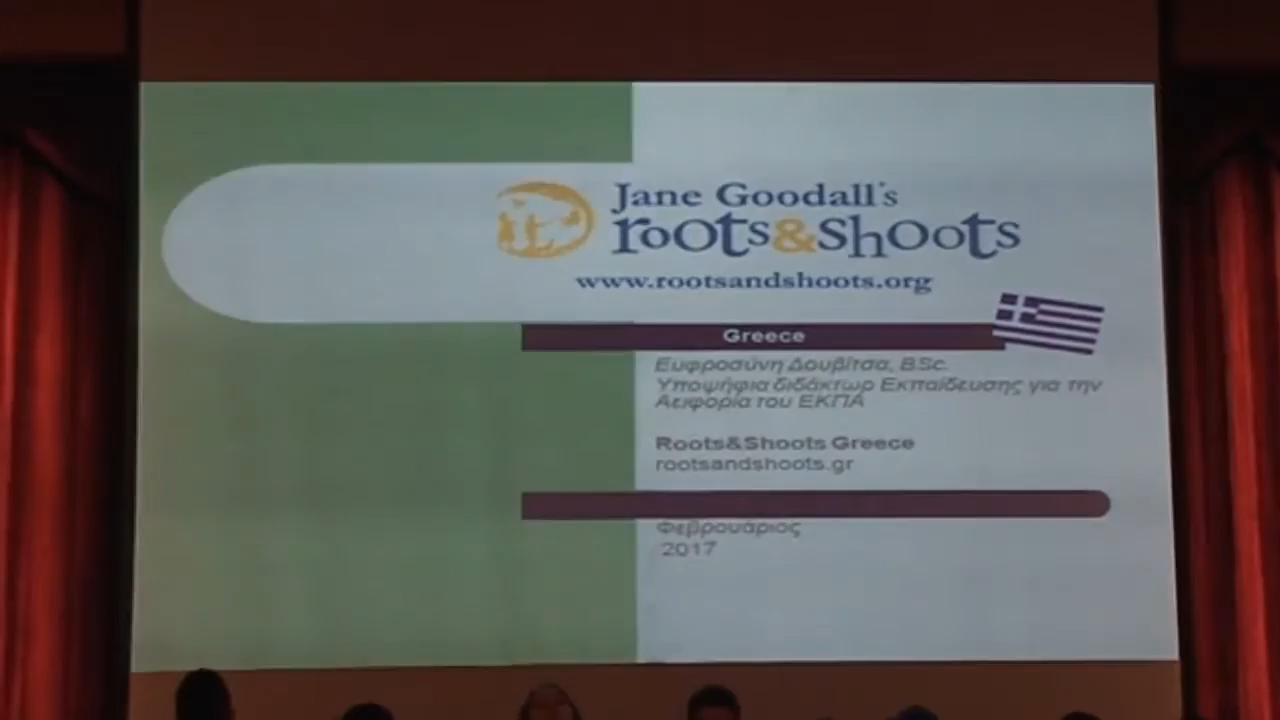 Jane Goodall's
roots&shoots
www.rootsandshoots.org
Greece
Ευφροσύνη Δουβίτσα, B.Sc.
Υποψήφια διδάκτωρ Εκπαίδευσης για την
Αειφορία του ΕΚΠΑ
Roots&Shoots Greece
rootsandshoots.gr
Φεβρουάριος
2017